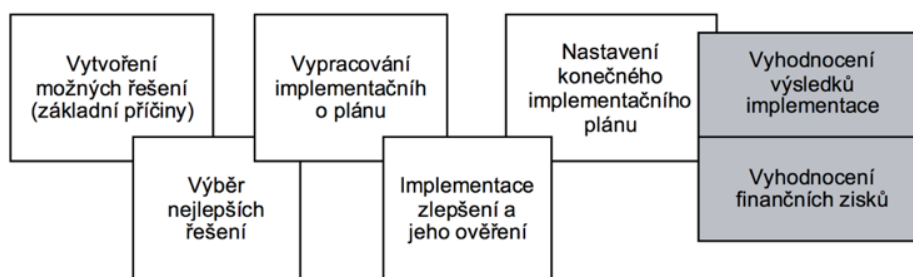 Vytvoření
možných řešení
(základní příčiny)
Výběr
nejlepších
řešení
Vypracování
implementačníh
o plánu
Implementace
zlepšení a
jeho ověření
Nastavení
konečného
implementačního
plánu
Vyhodnocení
výsledků
implementace
Vyhodnocení
finančních zisků